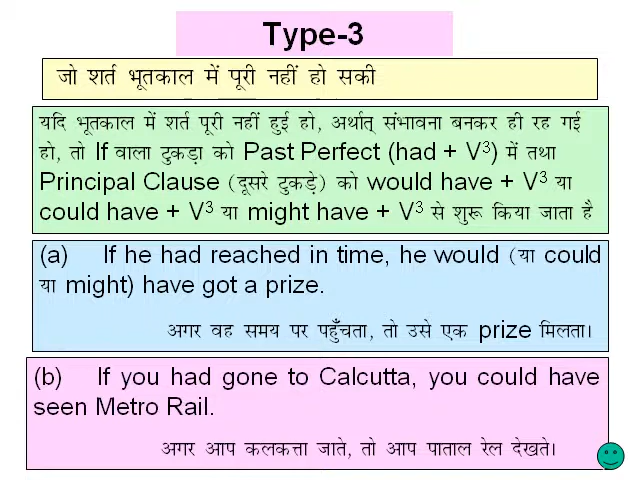 Type-3
जो शर्त भूतकाल में पूरी नहीं हो सकी
यदि भूतकाल में शर्त पूरी नहीं हुई हो, अर्थात् संभावना बनकर ही रह गई
हो, तो If वाला टुकड़ा को Past Perfect (had + V³) में तथा
Principal Clause (दूसरे टुकड़े) को would have + V³ या
could have + V³ या might have + V³ से शुरू किया जाता है
(a) If he had reached in time, he would (या could
या might) have got a prize.
अगर वह समय पर पहुँचता, तो उसे एक prize मिलता।
(b) If you had gone to Calcutta, you could have
seen Metro Rail.
अगर आप कलकत्ता जाते, तो आप पाताल रेल देखते।